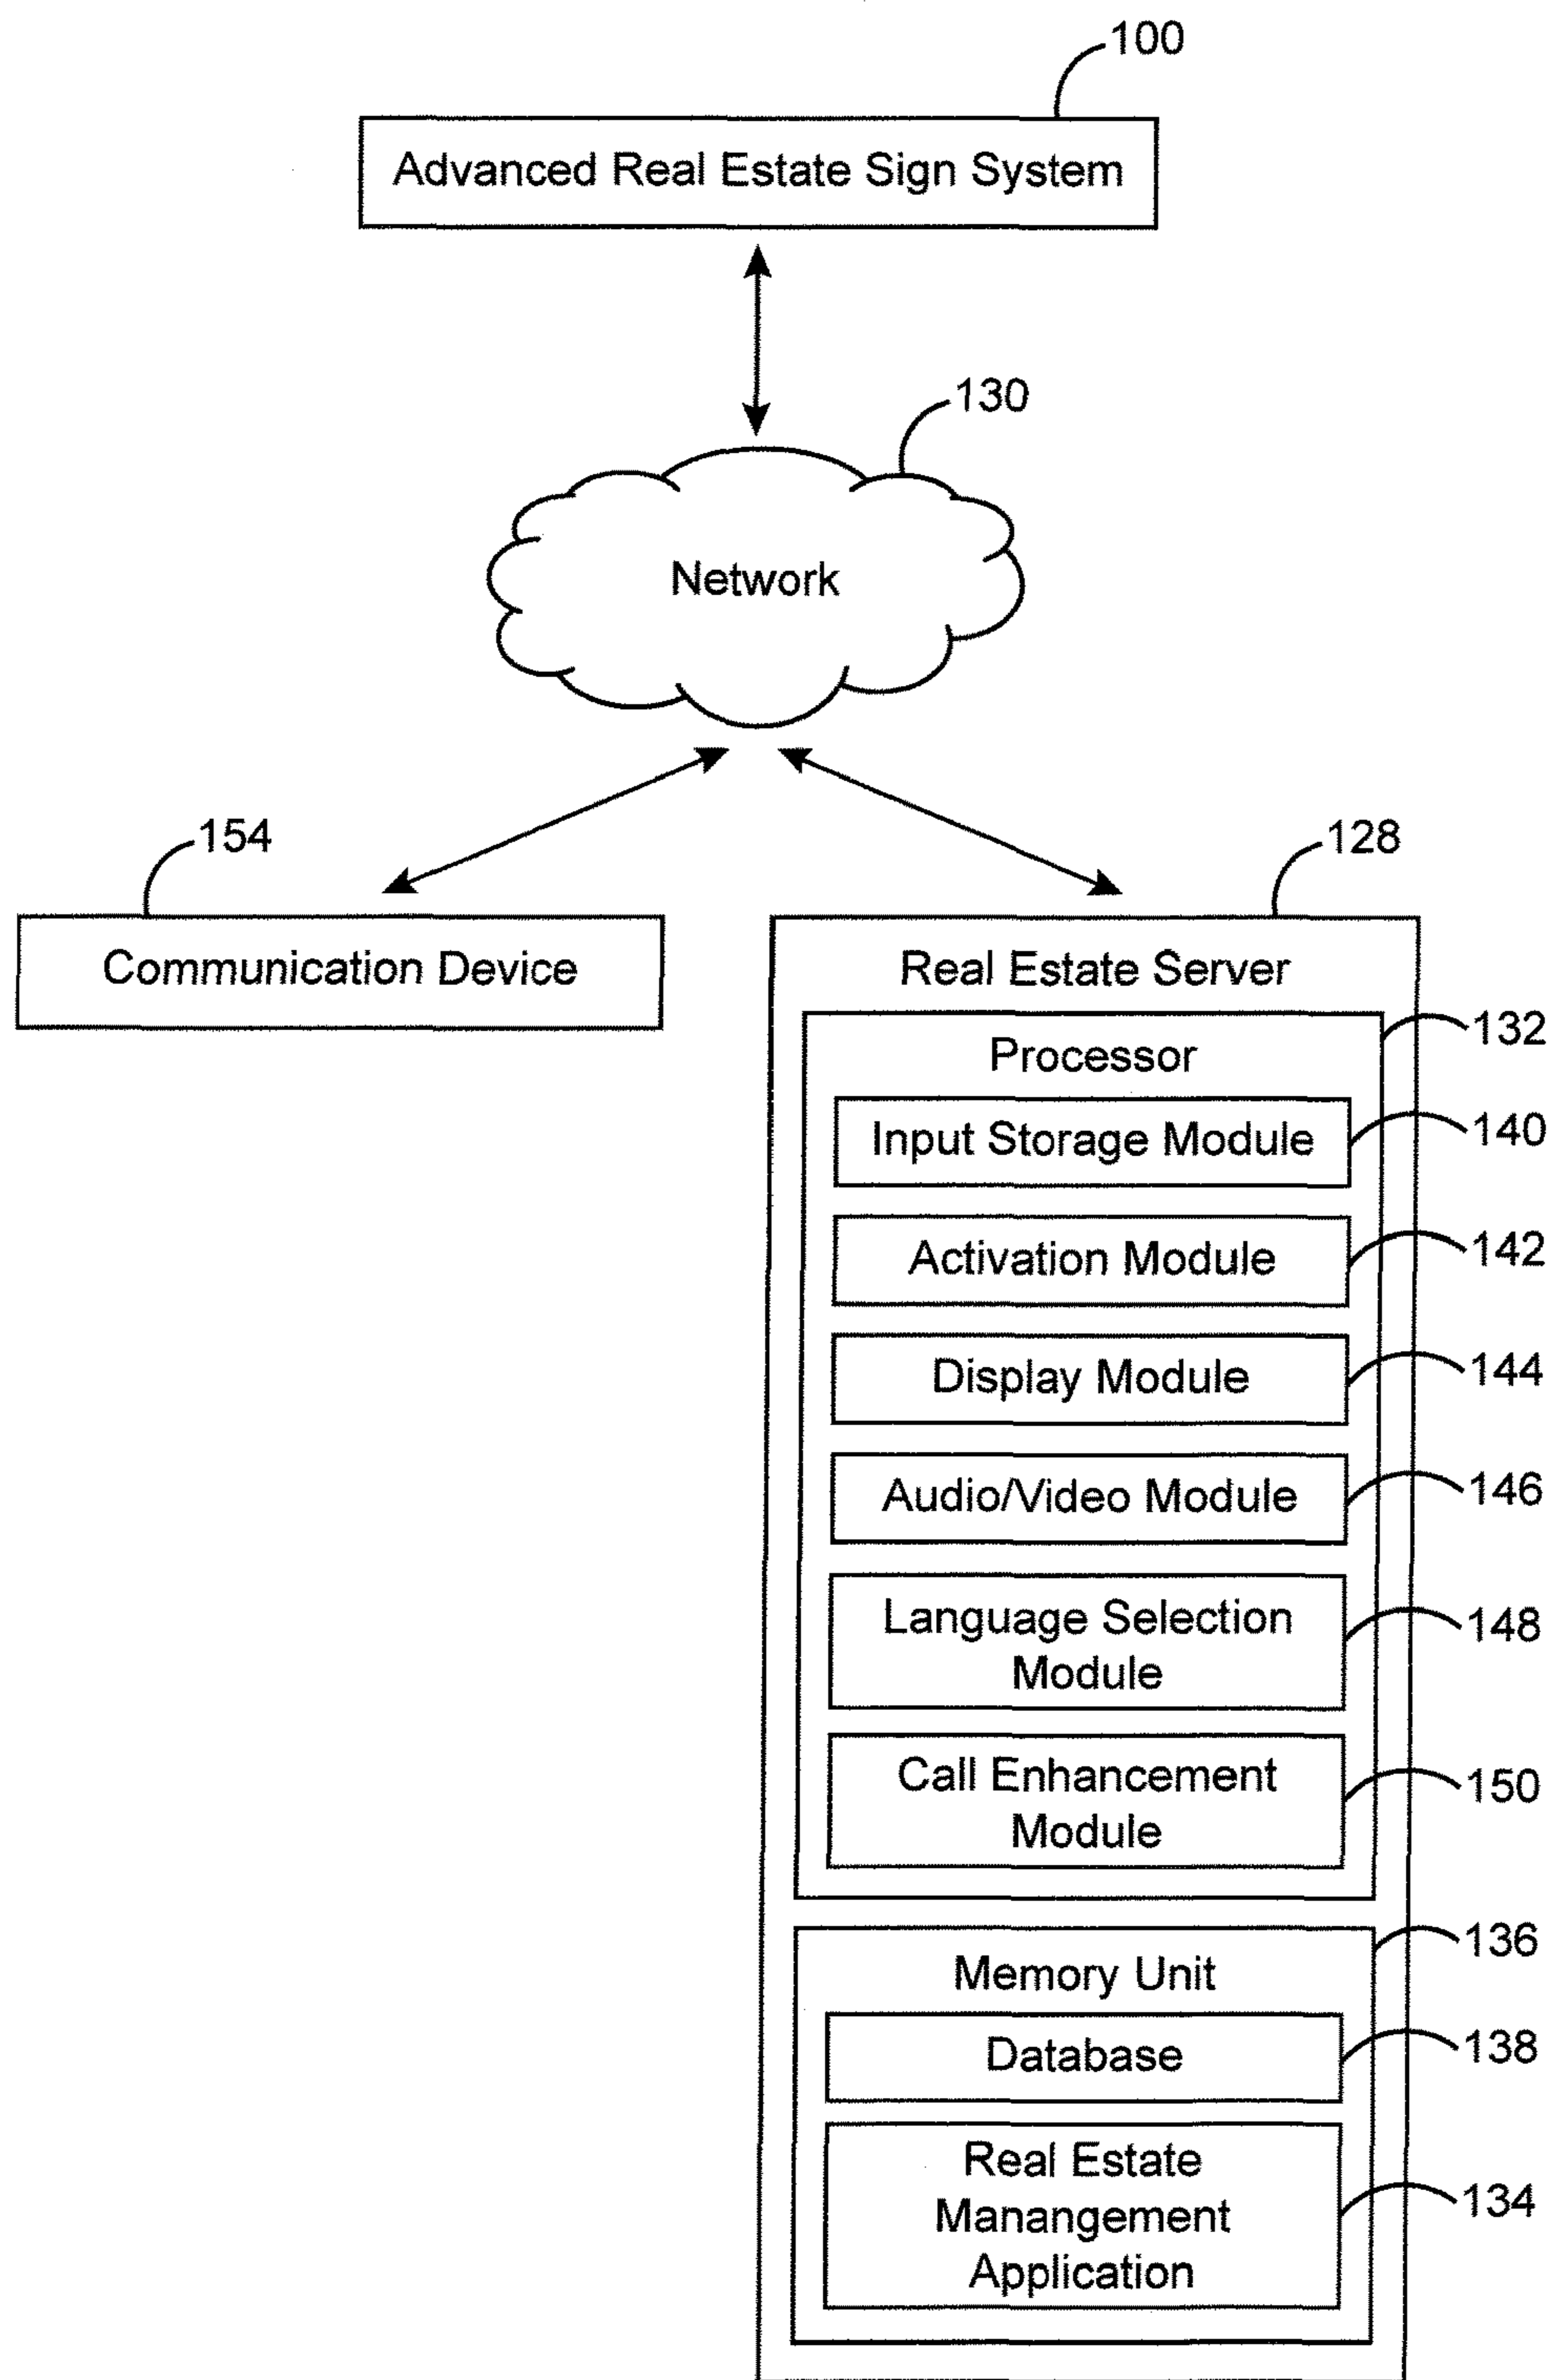 100
Advanced Real Estate Sign System
130
Network
154
128
Communication Device
Real Estate Server
132
Processor
Input Storage Module
140
Activation Module
142
Display Module
144
Audio/Video Module
146
Language Selection
Module
148
Call Enhancement
Module
150
136
Memory Unit
Database
138
Real Estate
Manangement
Application
134